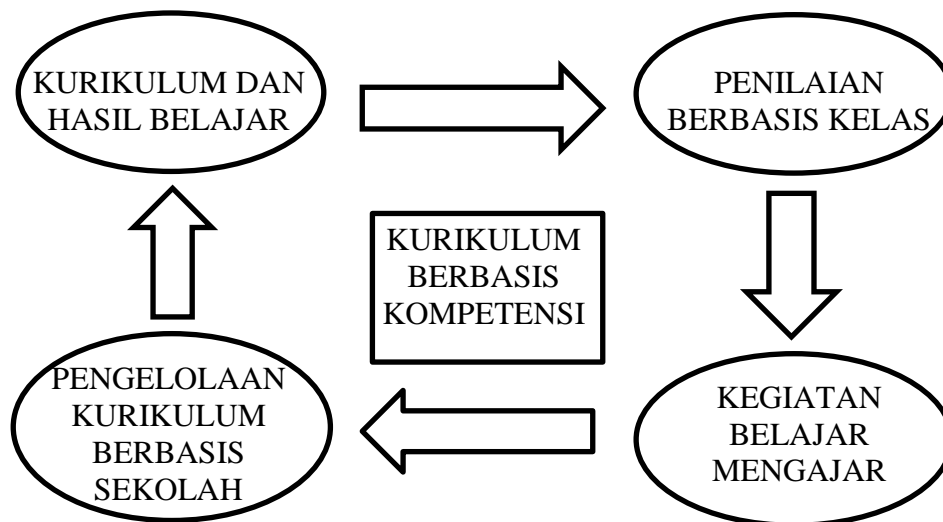 KURIKULUM DAN
HASIL BELAJAR
PENILAIAN
BERBASIS KELAS
KURIKULUM
BERBASIS
KOMPETENSI
PENGELOLAAN
KURIKULUM
BERBASIS
SEKOLAH
KEGIATAN
BELAJAR
MENGAJAR